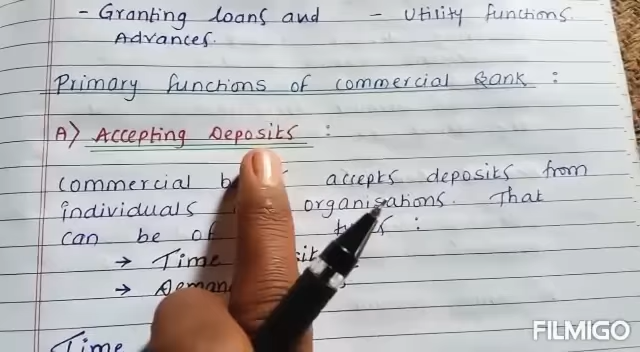 - Granting loans and - Utility functions.
Advances.
Primary functions of commercial Bank :
A) Accepting Deposits :
commercial accepts deposits from
individuals organisations. That
can be of :
→ Time
→
Time
FILMIGO